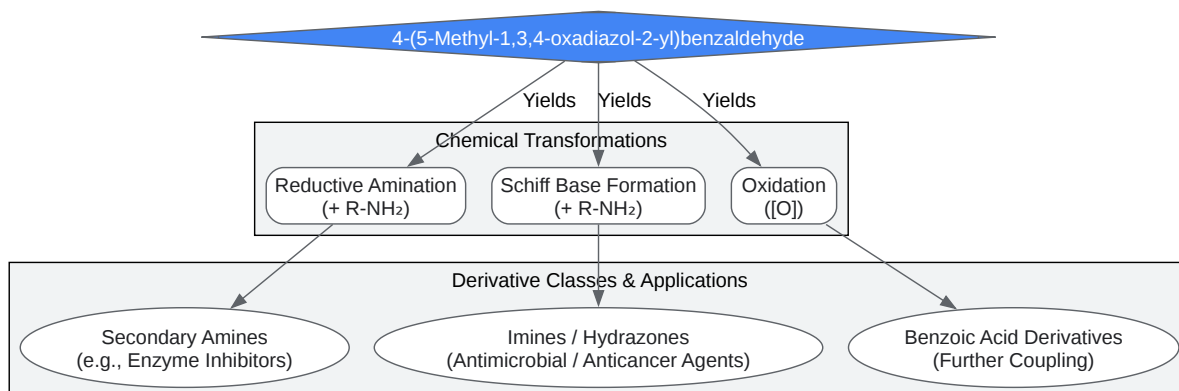 4-(5-Methyl-1,3,4-oxadiazol-2-yl)benzaldehyde
Yields
Yields
Yields
Chemical Transformations
Reductive Amination
(+ R-NH₂)
Schiff Base Formation
(+ R-NH₂)
Oxidation
([O])
Derivative Classes & Applications
Secondary Amines
(e.g., Enzyme Inhibitors)
Imines / Hydrazones
(Antimicrobial / Anticancer Agents)
Benzoic Acid Derivatives
(Further Coupling)